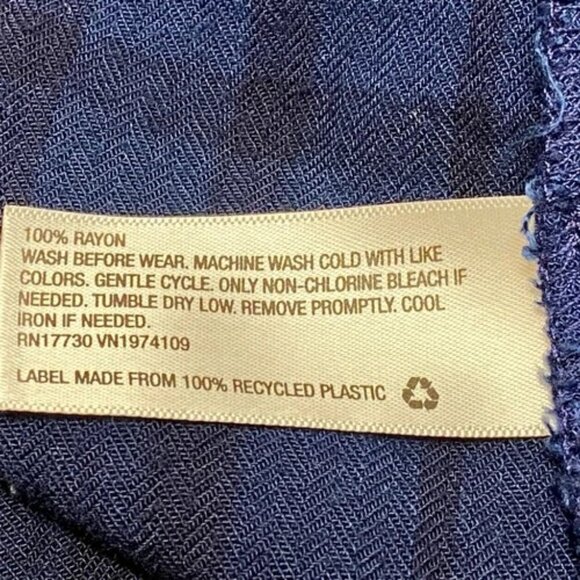 100% RAYON
WASH BEFORE WEAR. MACHINE WASH COLD WITH LIKE
COLORS. GENTLE CYCLE. ONLY NON-CHLORINE BLEACH IF
NEEDED. TUMBLE DRY LOW. REMOVE PROMPTLY. COOL
IRON IF NEEDED.
RN17730 VN1974109
LABEL MADE FROM 100% RECYCLED PLASTIC